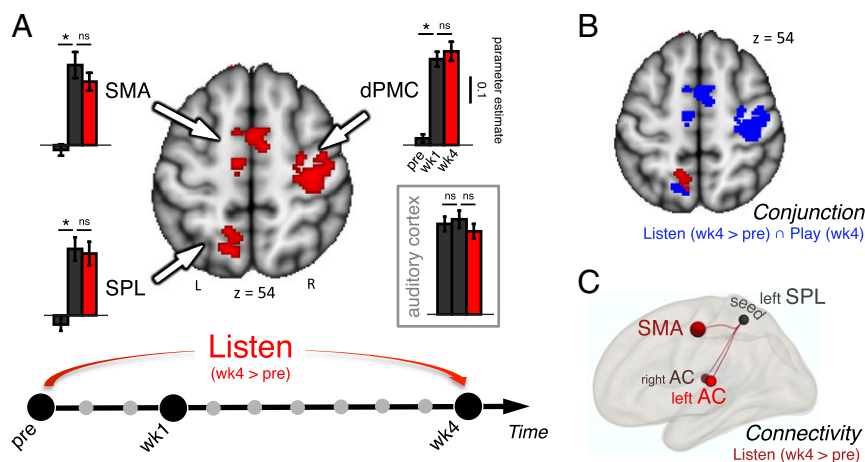 A
* ns
SMA
* ns
dPMC
parameter estimate
0.1
pre
wk1
wk4
* ns
SPL
L
z = 54
R
ns ns
auditory cortex
Listen
(wk4 > pre)
pre
wk1
wk4
Time
B
z = 54
Conjunction
Listen (wk4 > pre) ∩ Play (wk4)
C
seed
left SPL
SMA
right AC
left AC
Connectivity
Listen (wk4 > pre)